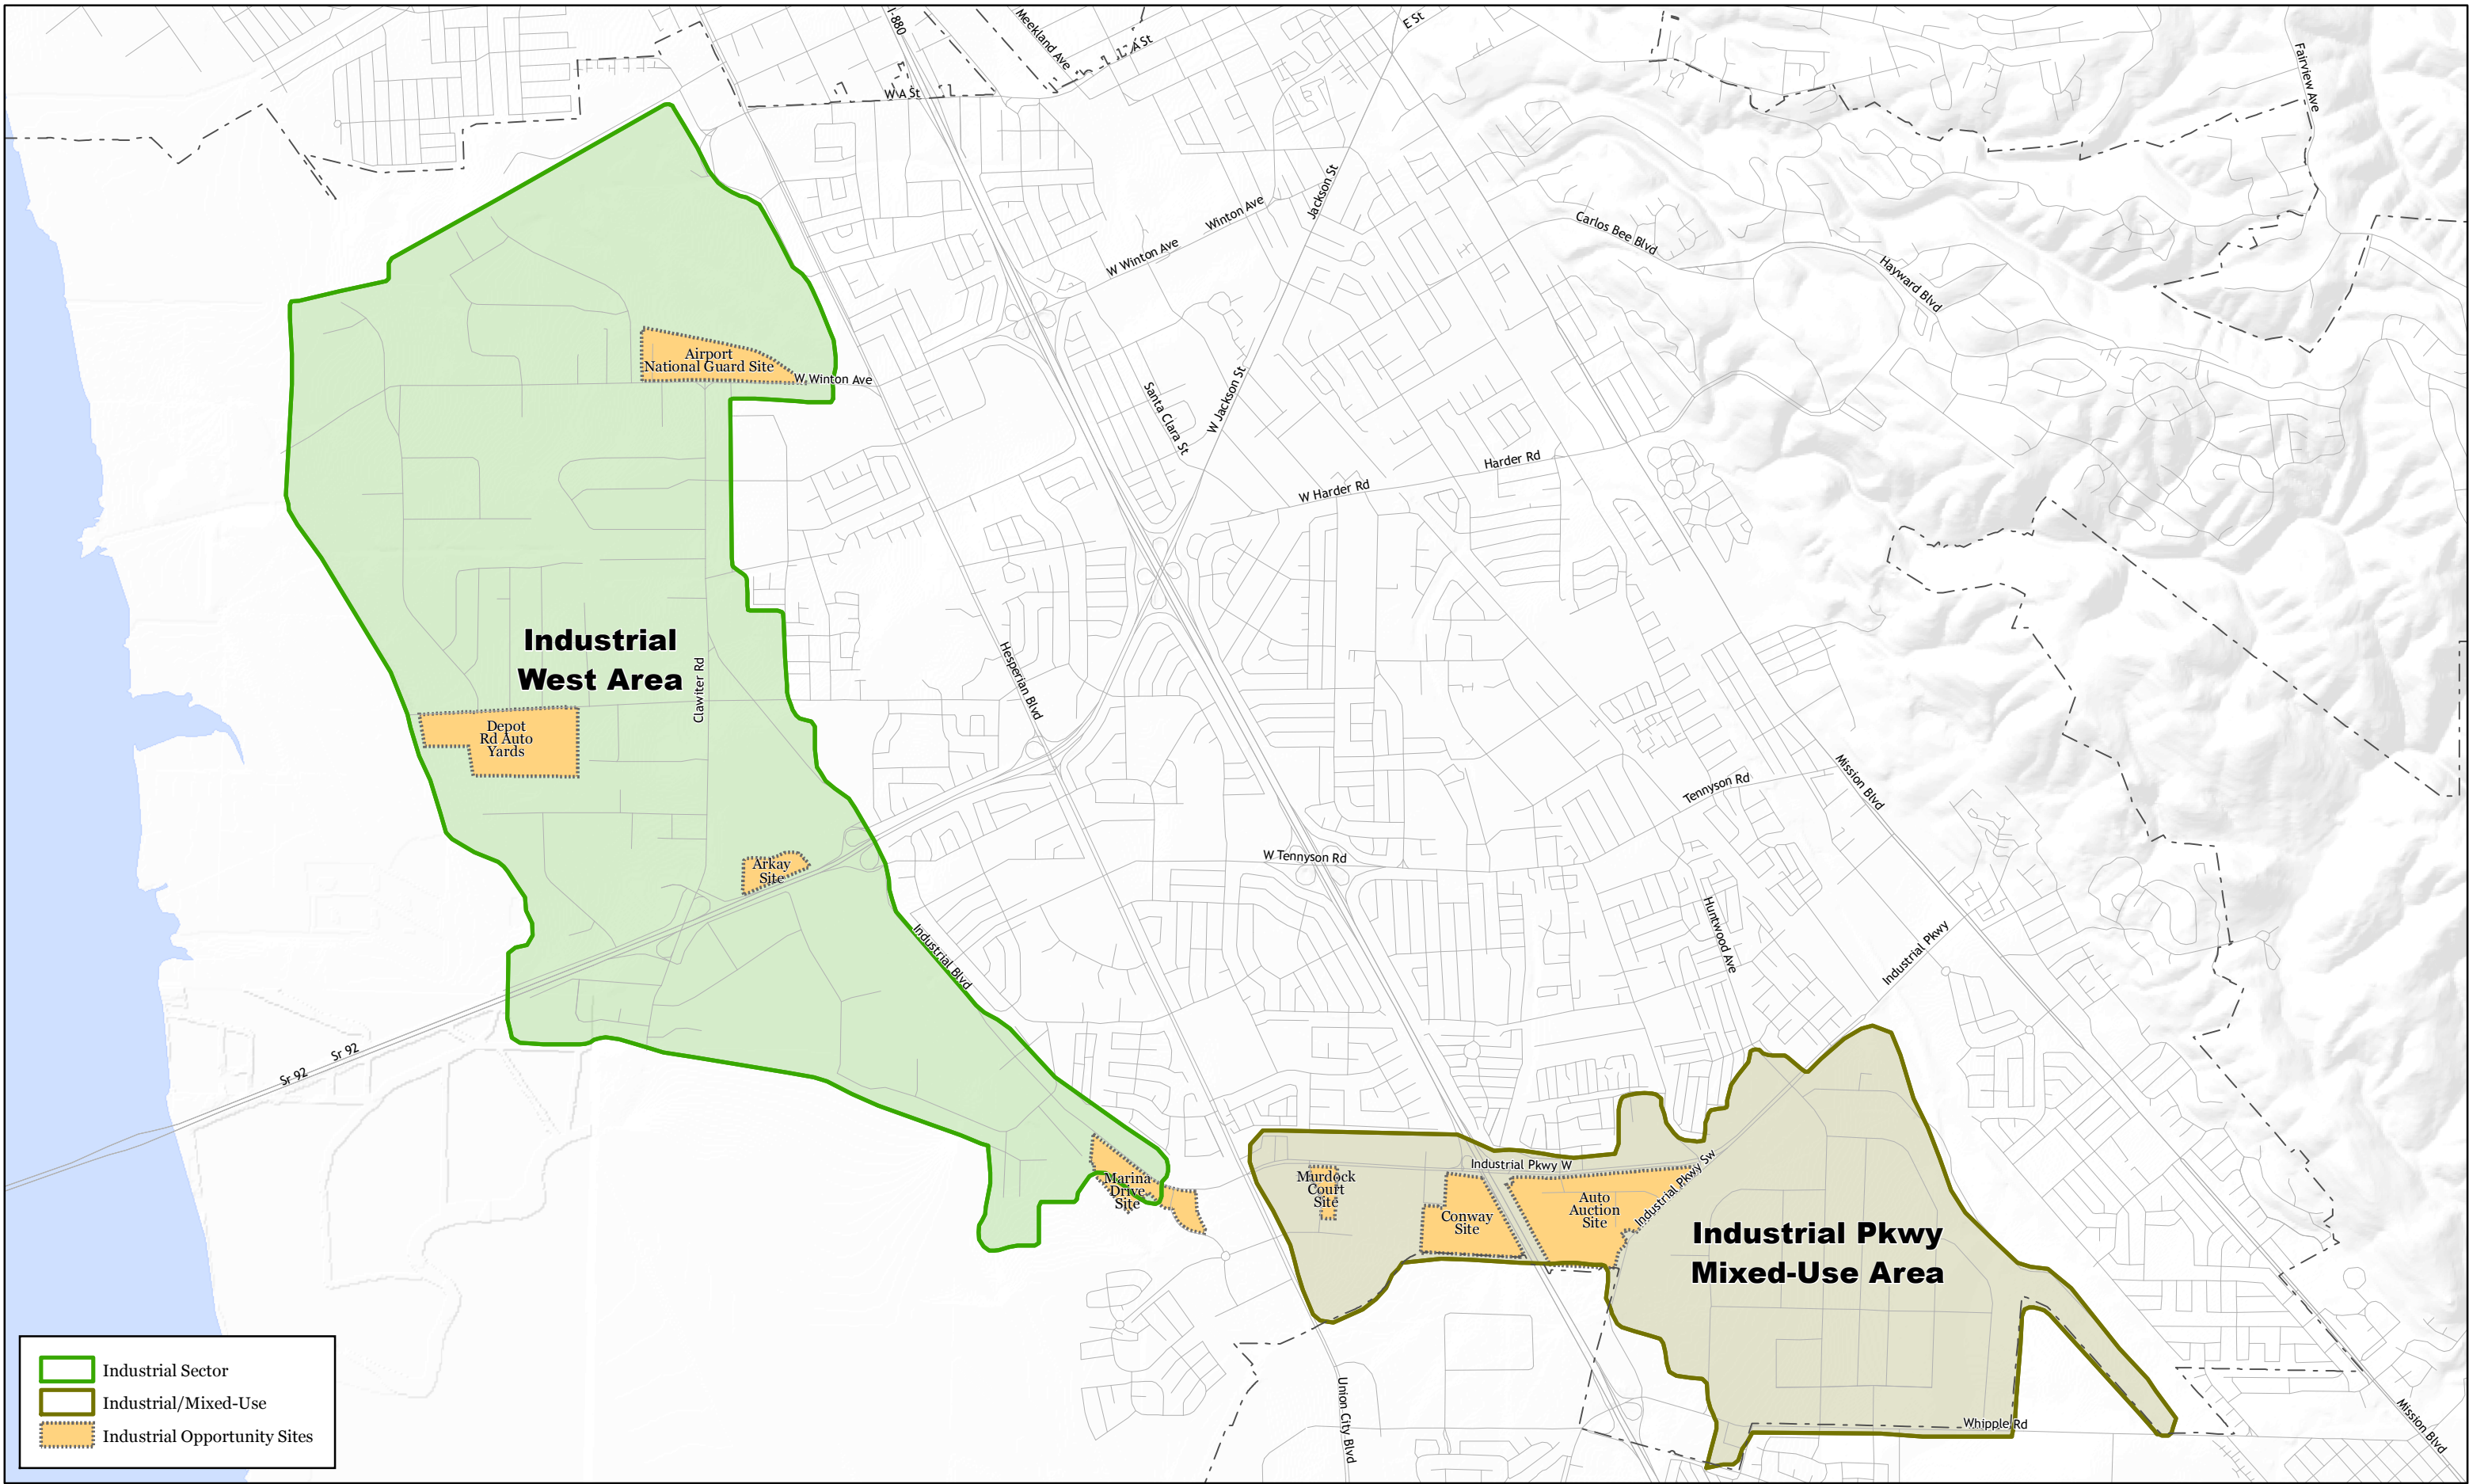 I-880
Meekland Ave
A St
E St
W A St
Fairview Ave
Jackson St
Winton Ave
W Winton Ave
Carlos Bee Blvd
Hayward Blvd
Airport
National Guard Site
W Winton Ave
Santa Clara St
W Jackson St
Harder Rd
W Harder Rd
Industrial
West Area
Clawiter Rd
Hesperian Blvd
Depot
Rd Auto
Yards
Mission Blvd
Tennyson Rd
W Tennyson Rd
Arkay
Site
Huntwood Ave
Industrial Blvd
Industrial Pkwy
Sr 92
Sr 92
Marina
Drive
Site
Murdock
Court
Site
Industrial Pkwy W
Industrial Pkwy Sw
Conway
Site
Auto
Auction
Site
Industrial Pkwy
Mixed-Use Area
Union City Blvd
Whipple Rd
Mission Blvd
Industrial Sector
Industrial/Mixed-Use
Industrial Opportunity Sites